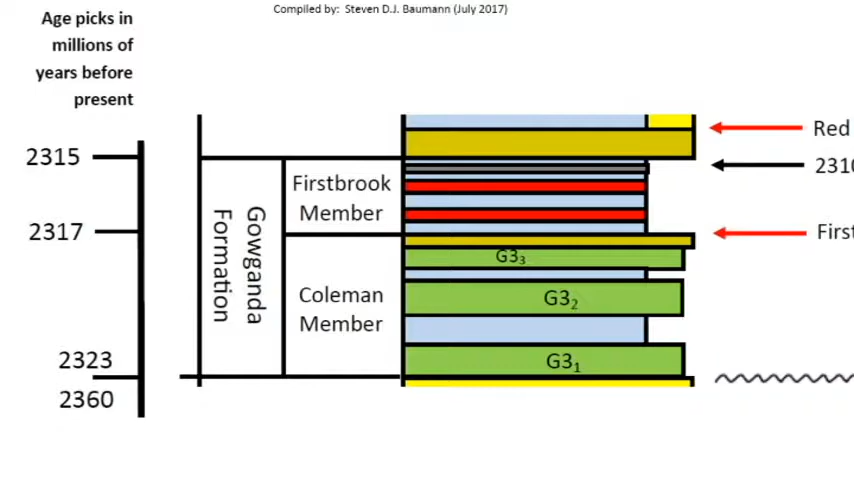 Compiled by: Steven D.J. Baumann (July 2017)
Age picks in
millions of
years before
present
2315
2317
2323
2360
Gowganda
Formation
Firstbrook
Member
Coleman
Member
G3₃
G3₂
G3₁
Red
2310
First